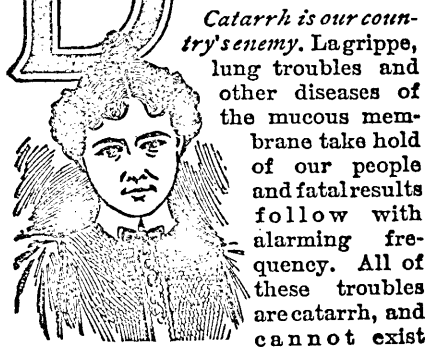 D
Catarrh is our coun-
try's enemy. Lagrippe,
lung troubles and
other diseases of
the mucous mem-
brane take hold
of our people
and fatal results
follow with
alarming fre-
quency. All of
these troubles
are catarrh, and
cannot exist